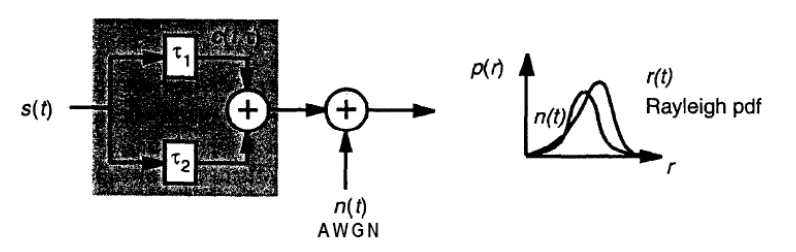 τ1
s(t)
τ2
n(t)
AWGN
p(r)
n(t)
r(t)
Rayleigh pdf
r